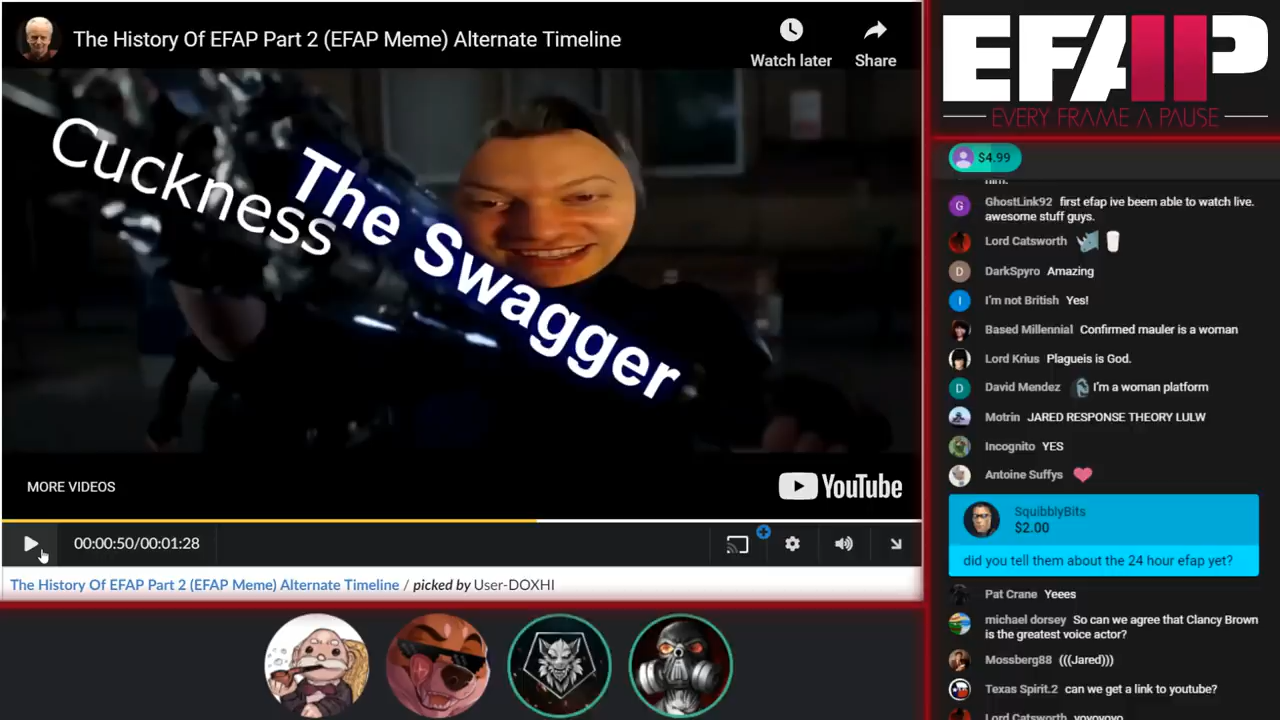 The History Of EFAP Part 2 (EFAP Meme) Alternate Timeline
Watch later
Share
Cuckness
The Swagger
MORE VIDEOS
YouTube
00:00:50/00:01:28
The History Of EFAP Part 2 (EFAP Meme) Alternate Timeline / picked by User-DOXHI
EFAP
EVERY FRAME A PAUSE
$4.99
him.
G GhostLink92 first efap ive beem able to watch live.
awesome stuff guys.
Lord Catsworth
D DarkSpyro Amazing
I I'm not British Yes!
Based Millennial Confirmed mauler is a woman
Lord Krius Plagueis is God.
D David Mendez I'm a woman platform
Motrin JARED RESPONSE THEORY LULW
Incognito YES
Antoine Suffys
SquibblyBits
$2.00
did you tell them about the 24 hour efap yet?
Pat Crane Yeees
michael dorsey So can we agree that Clancy Brown
is the greatest voice actor?
Mossberg88 (((Jared)))
Texas Spirit.2 can we get a link to youtube?
Lord Catsworth yoyoyoyo